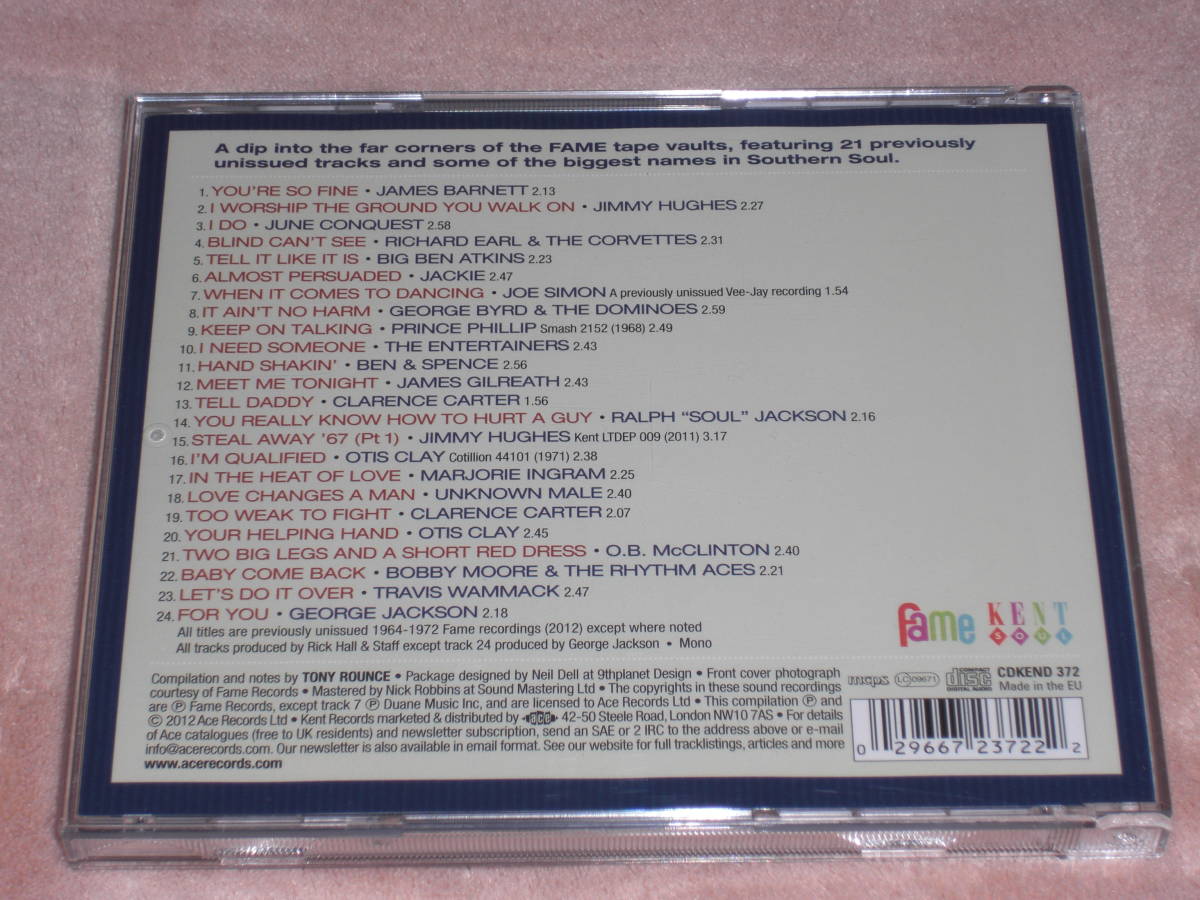 A dip into the far corners of the FAME tape vaults, featuring 21 previously
unissued tracks and some of the biggest names in Southern Soul.
1. YOU'RE SO FINE • JAMES BARNETT 2.13
2. I WORSHIP THE GROUND YOU WALK ON • JIMMY HUGHES 2.27
3. I DO • JUNE CONQUEST 2.58
4. BLIND CAN'T SEE • RICHARD EARL & THE CORVETTES 2.31
5. TELL IT LIKE IT IS • BIG BEN ATKINS 2.23
6. ALMOST PERSUADED • JACKIE 2.47
7. WHEN IT COMES TO DANCING • JOE SIMON A previously unissued Vee-Jay recording 1.54
8. IT AIN'T NO HARM • GEORGE BYRD & THE DOMINOES 2.59
9. KEEP ON TALKING • PRINCE PHILLIP Smash 2152 (1968) 2.49
10. I NEED SOMEONE • THE ENTERTAINERS 2.43
11. HAND SHAKIN' • BEN & SPENCE 2.56
12. MEET ME TONIGHT • JAMES GILREATH 2.43
13. TELL DADDY • CLARENCE CARTER 1.56
14. YOU REALLY KNOW HOW TO HURT A GUY • RALPH "SOUL" JACKSON 2.16
15. STEAL AWAY '67 (Pt 1) • JIMMY HUGHES Kent LTDEP 009 (2011) 3.17
16. I'M QUALIFIED • OTIS CLAY Cotillion 44101 (1971) 2.38
17. IN THE HEAT OF LOVE • MARJORIE INGRAM 2.25
18. LOVE CHANGES A MAN • UNKNOWN MALE 2.40
19. TOO WEAK TO FIGHT • CLARENCE CARTER 2.07
20. YOUR HELPING HAND • OTIS CLAY 2.45
21. TWO BIG LEGS AND A SHORT RED DRESS • O.B. McCLINTON 2.40
22. BABY COME BACK • BOBBY MOORE & THE RHYTHM ACES 2.21
23. LET'S DO IT OVER • TRAVIS WAMMACK 2.47
24. FOR YOU • GEORGE JACKSON 2.18
All titles are previously unissued 1964-1972 Fame recordings (2012) except where noted
All tracks produced by Rick Hall & Staff except track 24 produced by George Jackson • Mono
fame KENT
SOUL
Compilation and notes by TONY ROUNCE • Package designed by Neil Dell at 9thplanet Design • Front cover photograph
courtesy of Fame Records • Mastered by Nick Robbins at Sound Mastering Ltd • The copyrights in these sound recordings
are Ⓟ Fame Records, except track 7 Ⓟ Duane Music Inc, and are licensed to Ace Records Ltd • This compilation Ⓟ and
© 2012 Ace Records Ltd • Kent Records marketed & distributed by ace 42-50 Steele Road, London NW10 7AS • For details
of Ace catalogues (free to UK residents) and newsletter subscription, send an SAE or 2 IRC to the address above or e-mail
info@acerecords.com. Our newsletter is also available in email format. See our website for full tracklistings, articles and more
www.acerecords.com
mcps LC 09671 COMPACT disc DIGITAL AUDIO
CDKEND 372
Made in the EU
0 29667 23722 2